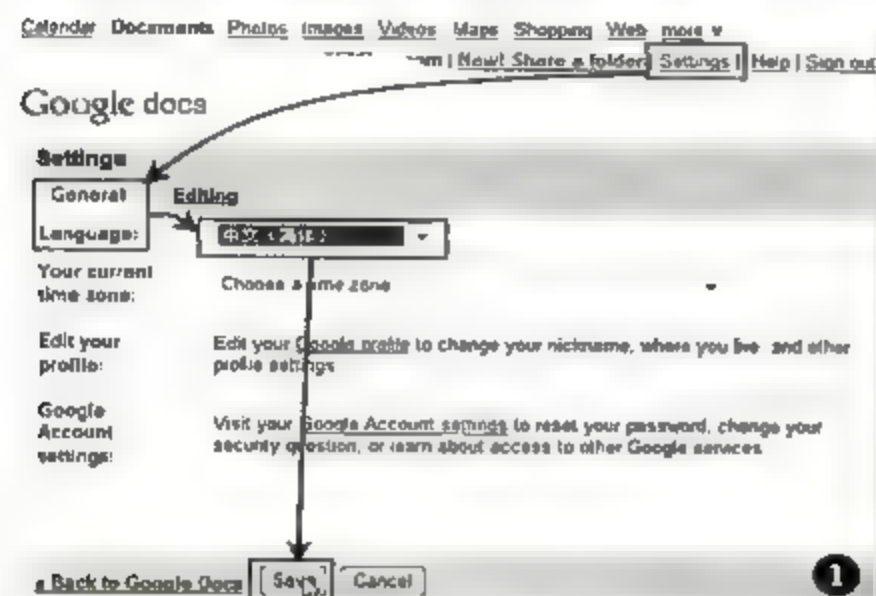 Calendar Documents Photos Images Videos Maps Shopping Web more
New! Share a folder | Settings | Help | Sign out
Google docs
Settings
General Editing
Language:
Your current
time zone:
Choose a time zone
Edit your
profile:
Edit your Google profile to change your nickname, where you live and other
profile settings
Google
Account
settings:
Visit your Google Account settings to reset your password, change your
security question, or learn about access to other Google services
« Back to Google Docs Save Cancel
1